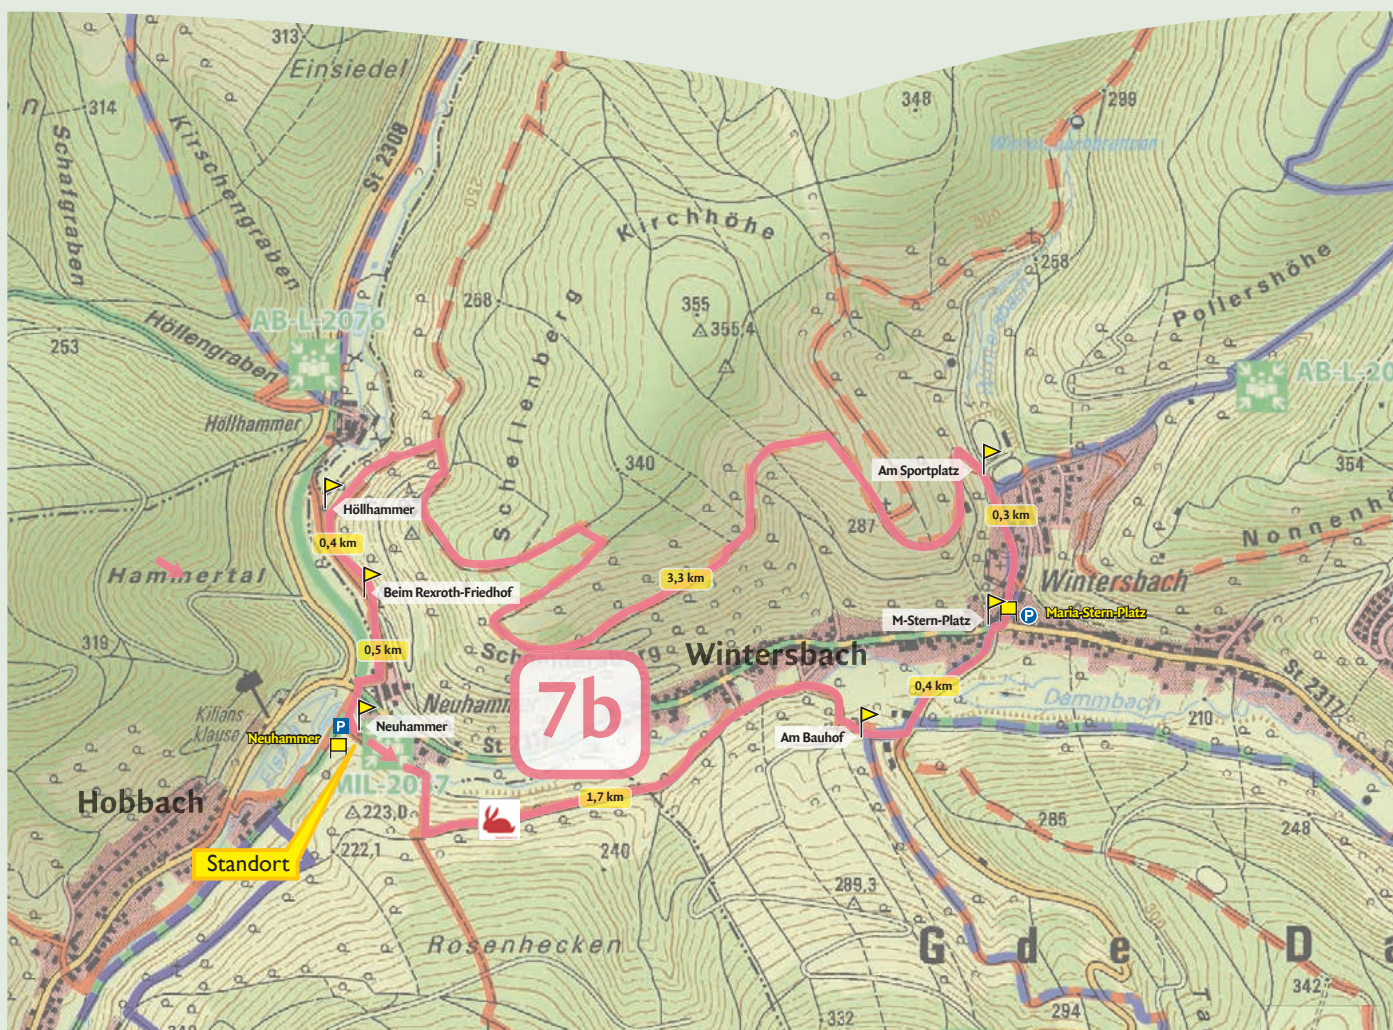 313
Einsiedel
n
314
Schafgraben
Kirschengraben
St 2308
348
299
258
Kirchhöhe
Pollershöhe
268
355
355,4
AB-L-2076
Höllengraben
253
Schellenberg
AB-L-20
Höllhammer
340
354
Am Sportplatz
Höllhammer
287
0,3 km
Nonnenh
0,4 km
Hammertal
3,3 km
Beim Rexroth-Friedhof
Wintersbach
M-Stern-Platz
P
Maria-Stern-Platz
319
0,5 km
Wintersbach
0,4 km
St 2317
Dammbach
210
Kilians
klause
Neuhammer
7b
P
Neuhammer
Neuhammer
Am Bauhof
St
MIL-2037
Hobbach
223,0
1,7 km
222,1
285
248
Standort
240
289,3
Rosenhecken
G d e D a
342
294
332